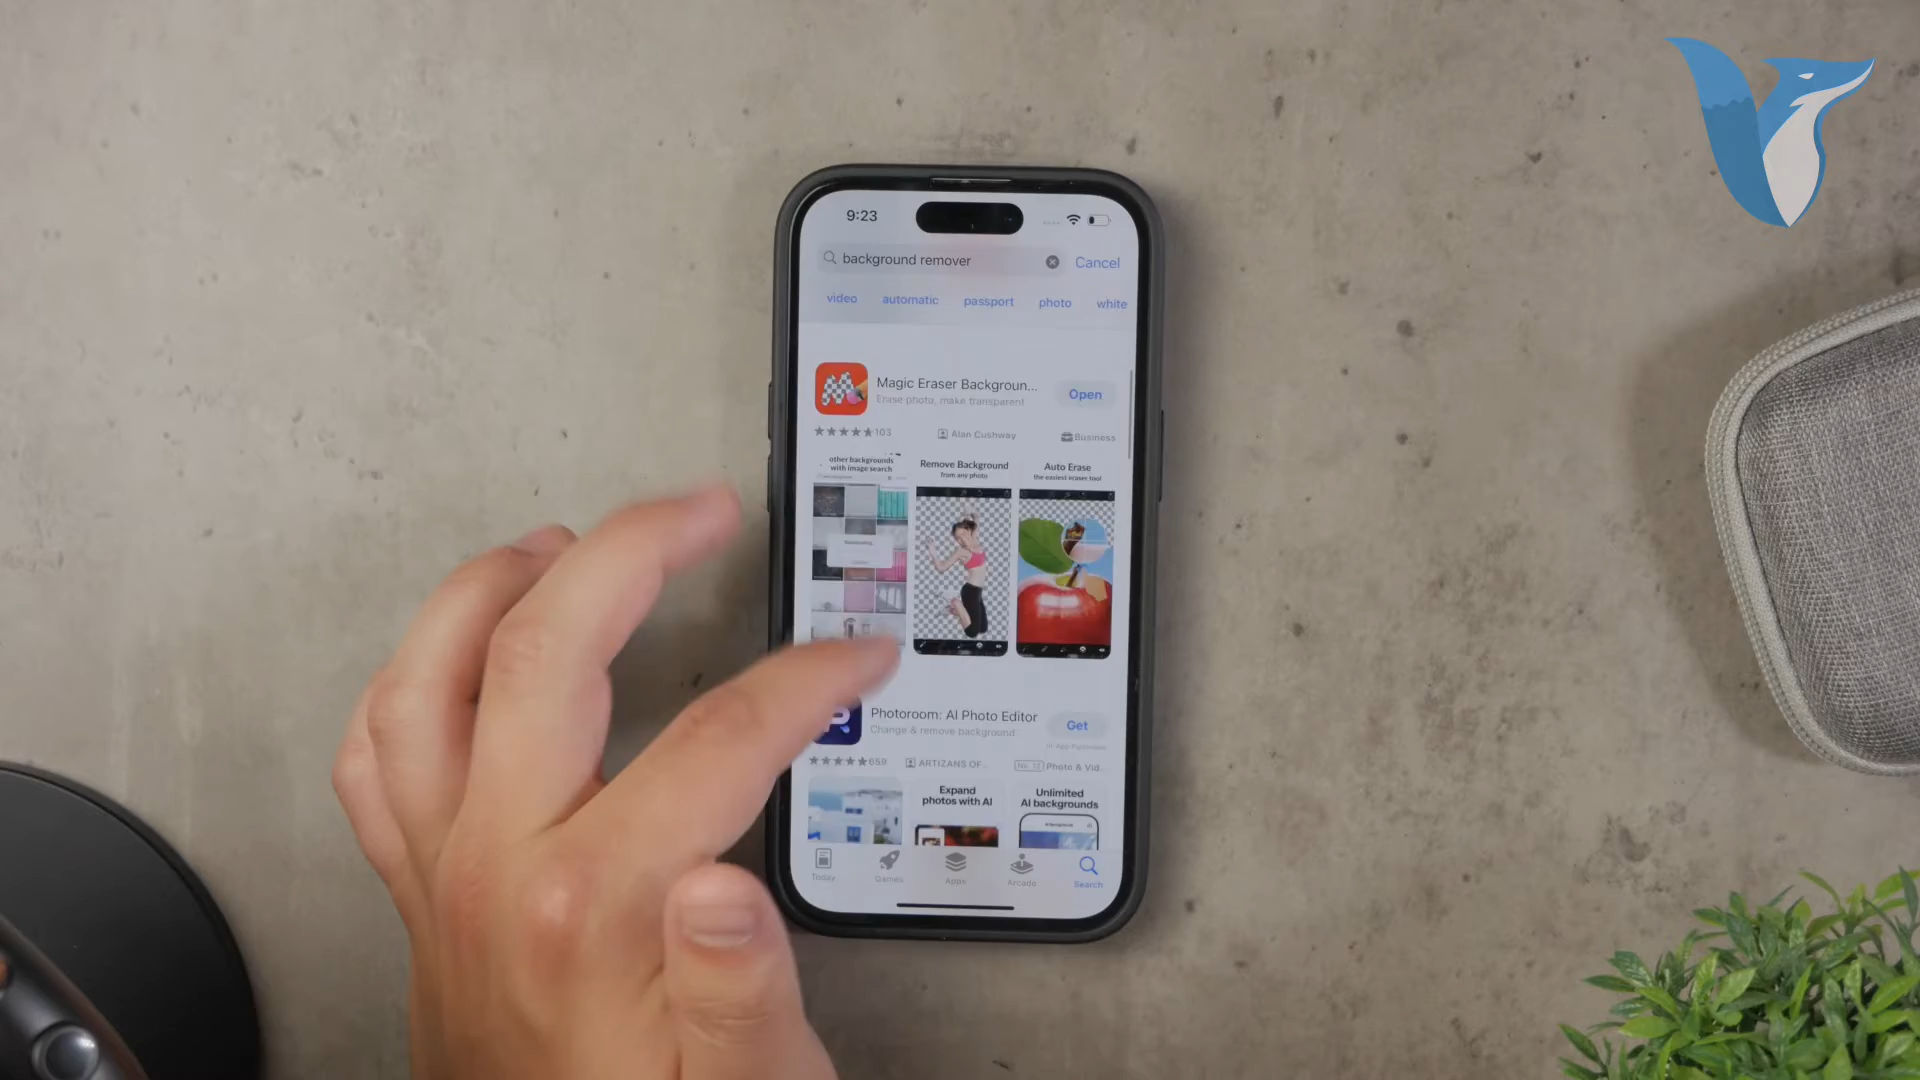 9:23
background remover
Cancel
video automatic passport photo white
Magic Eraser Backgroun...
Erase photo, make transparent
Open
★★★★★ 103
Alan Cushway
Business
other backgrounds
with image search
Remove Background
from any photo
Auto Erase
the easiest eraser tool
Photoroom: AI Photo Editor
Change & remove background
Get
★★★★★ 659
ARTIZANS OF...
No. 12
Photo & Vid...
Expand
photos with AI
Unlimited
AI backgrounds
Today Games Apps Arcade Search